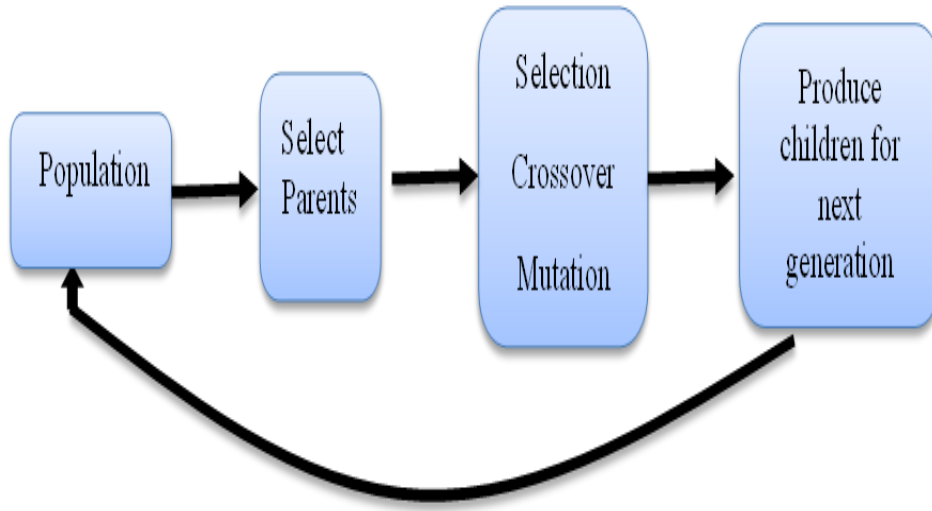 Population
Select
Parents
Selection
Crossover
Mutation
Produce
children for
next
generation